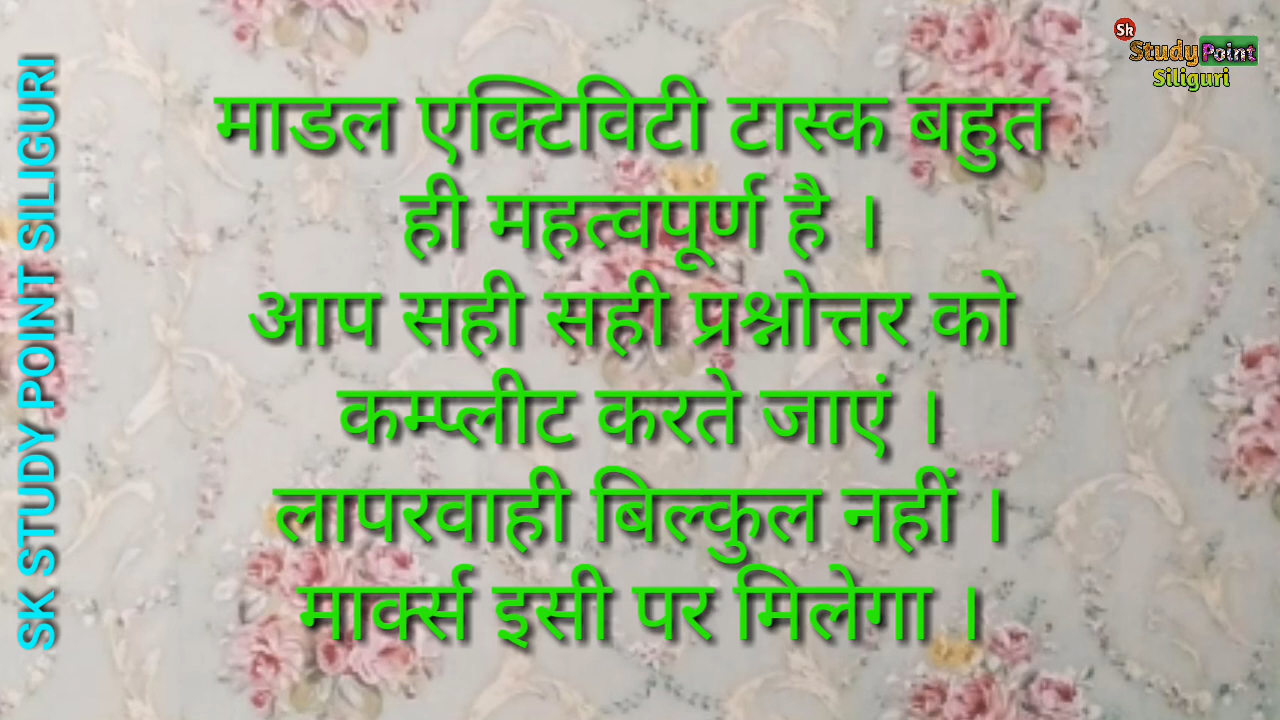 SK STUDY POINT SILIGURI
Sk
Study Point
Siliguri
माडल एक्टिविटी टास्क बहुत
ही महत्वपूर्ण है ।
आप सही सही प्रश्नोत्तर को
कम्प्लीट करते जाएं ।
लापरवाही बिल्कुल नहीं ।
मार्क्स इसी पर मिलेगा ।